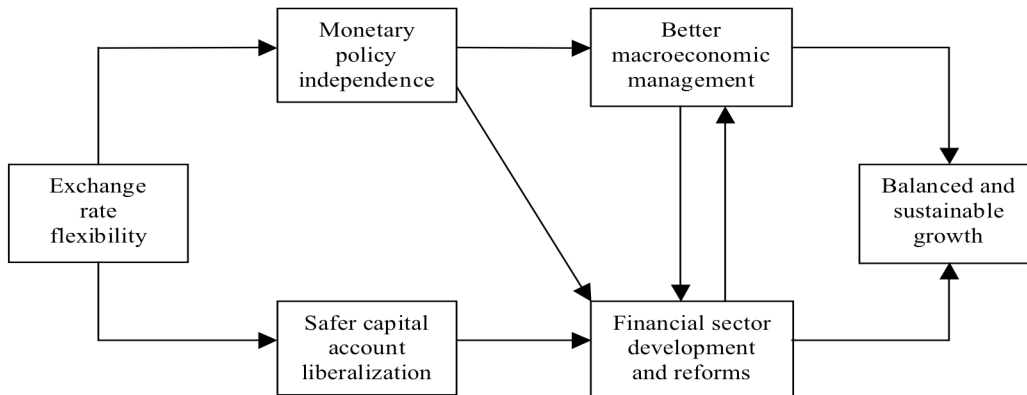 Monetary
policy
independence
Better
macroeconomic
management
Exchange
rate
flexibility
Balanced and
sustainable
growth
Safer capital
account
liberalization
Financial sector
development
and reforms